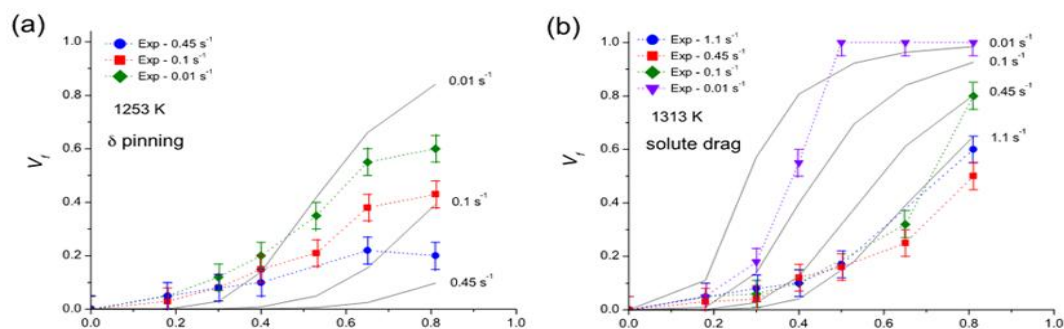 (a)
1.0
0.8
0.6
0.4
0.2
0.0
V_f
Exp - 0.45 s⁻¹
Exp - 0.1 s⁻¹
Exp - 0.01 s⁻¹
1253 K
δ pinning
0.01 s⁻¹
0.1 s⁻¹
0.45 s⁻¹
0.0 0.2 0.4 0.6 0.8 1.0
(b)
1.0
0.8
0.6
0.4
0.2
0.0
V_f
Exp - 1.1 s⁻¹
Exp - 0.45 s⁻¹
Exp - 0.1 s⁻¹
Exp - 0.01 s⁻¹
1313 K
solute drag
0.01 s⁻¹
0.1 s⁻¹
0.45 s⁻¹
1.1 s⁻¹
0.0 0.2 0.4 0.6 0.8 1.0